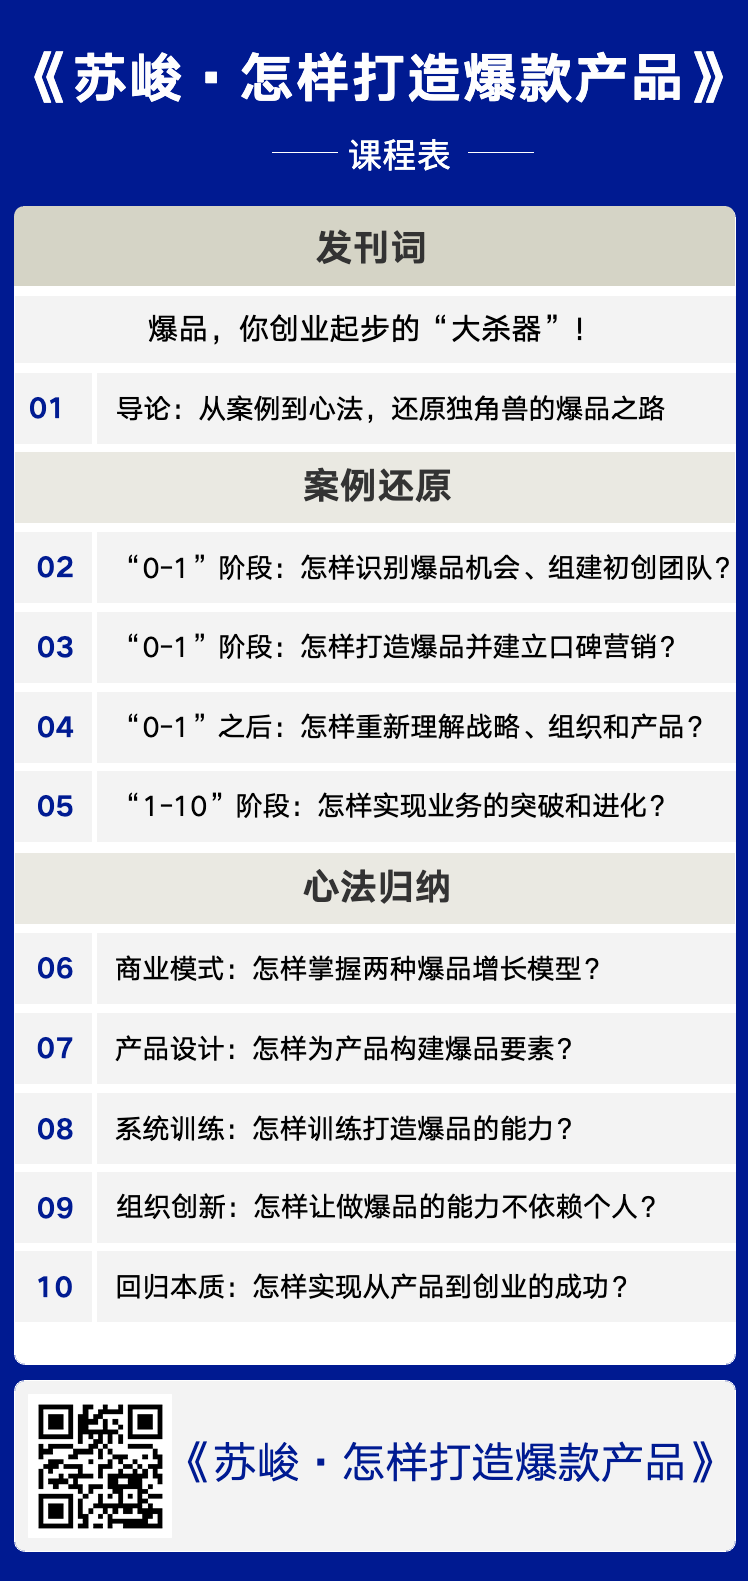 《苏峻·怎样打造爆款产品》
课程表
发刊词
爆品，你创业起步的“大杀器”！
01 导论：从案例到心法，还原独角兽的爆品之路
案例还原
02 “0-1”阶段：怎样识别爆品机会、组建初创团队？
03 “0-1”阶段：怎样打造爆品并建立口碑营销？
04 “0-1”之后：怎样重新理解战略、组织和产品？
05 “1-10”阶段：怎样实现业务的突破和进化？
心法归纳
06 商业模式：怎样掌握两种爆品增长模型？
07 产品设计：怎样为产品构建爆品要素？
08 系统训练：怎样训练打造爆品的能力？
09 组织创新：怎样让做爆品的能力不依赖个人？
10 回归本质：怎样实现从产品到创业的成功？
《苏峻·怎样打造爆款产品》